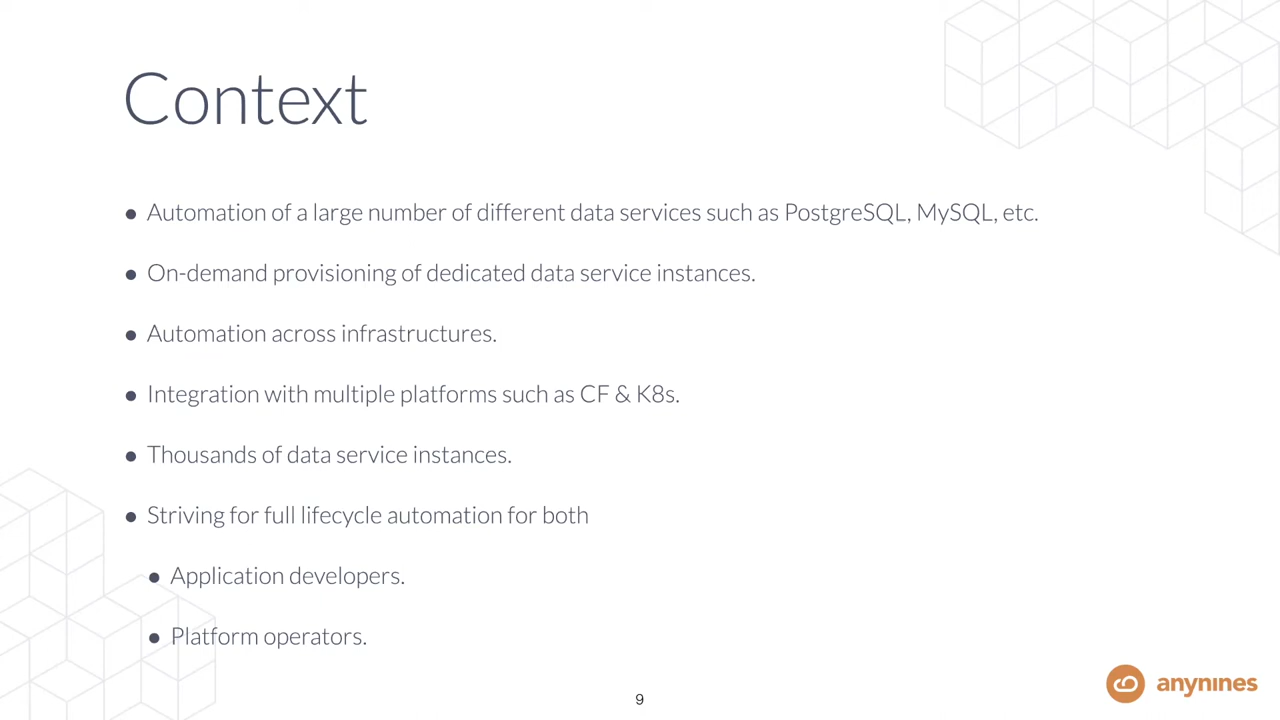 Context
● Automation of a large number of different data services such as PostgreSQL, MySQL, etc.
● On-demand provisioning of dedicated data service instances.
● Automation across infrastructures.
● Integration with multiple platforms such as CF & K8s.
● Thousands of data service instances.
● Striving for full lifecycle automation for both
● Application developers.
● Platform operators.
9
anynines